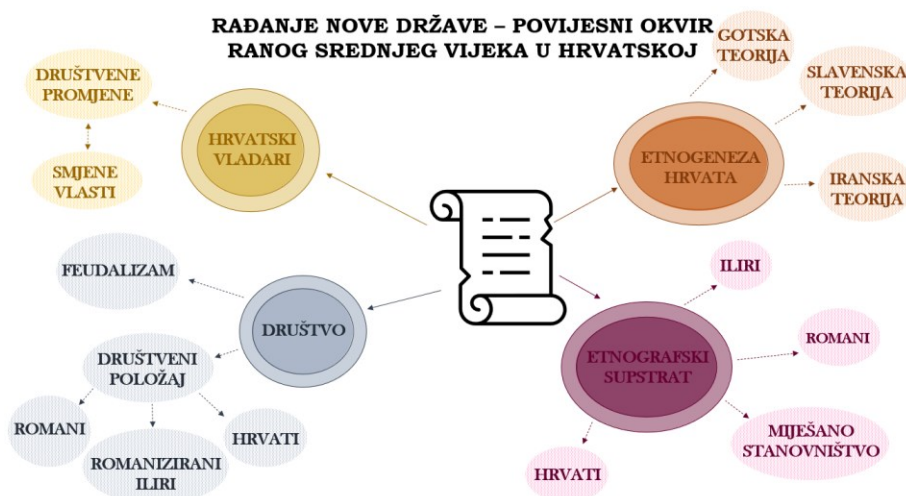 RAĐANJE NOVE DRŽAVE – POVIJESNI OKVIR
RANOG SREDNJEG VIJEKA U HRVATSKOJ
DRUŠTVENE
PROMJENE
SMJENE
VLASTI
HRVATSKI
VLADARI
GOTSKA
TEORIJA
SLAVENSKA
TEORIJA
IRANSKA
TEORIJA
ETNOGENEZA
HRVATA
FEUDALIZAM
DRUŠTVO
DRUŠTVENI
POLOŽAJ
ROMANI
ROMANIZIRANI
ILIRI
HRVATI
ILIRI
ROMANI
ETNOGRAFSKI
SUPSTRAT
MIJEŠANO
STANOVNIŠTVO
HRVATI